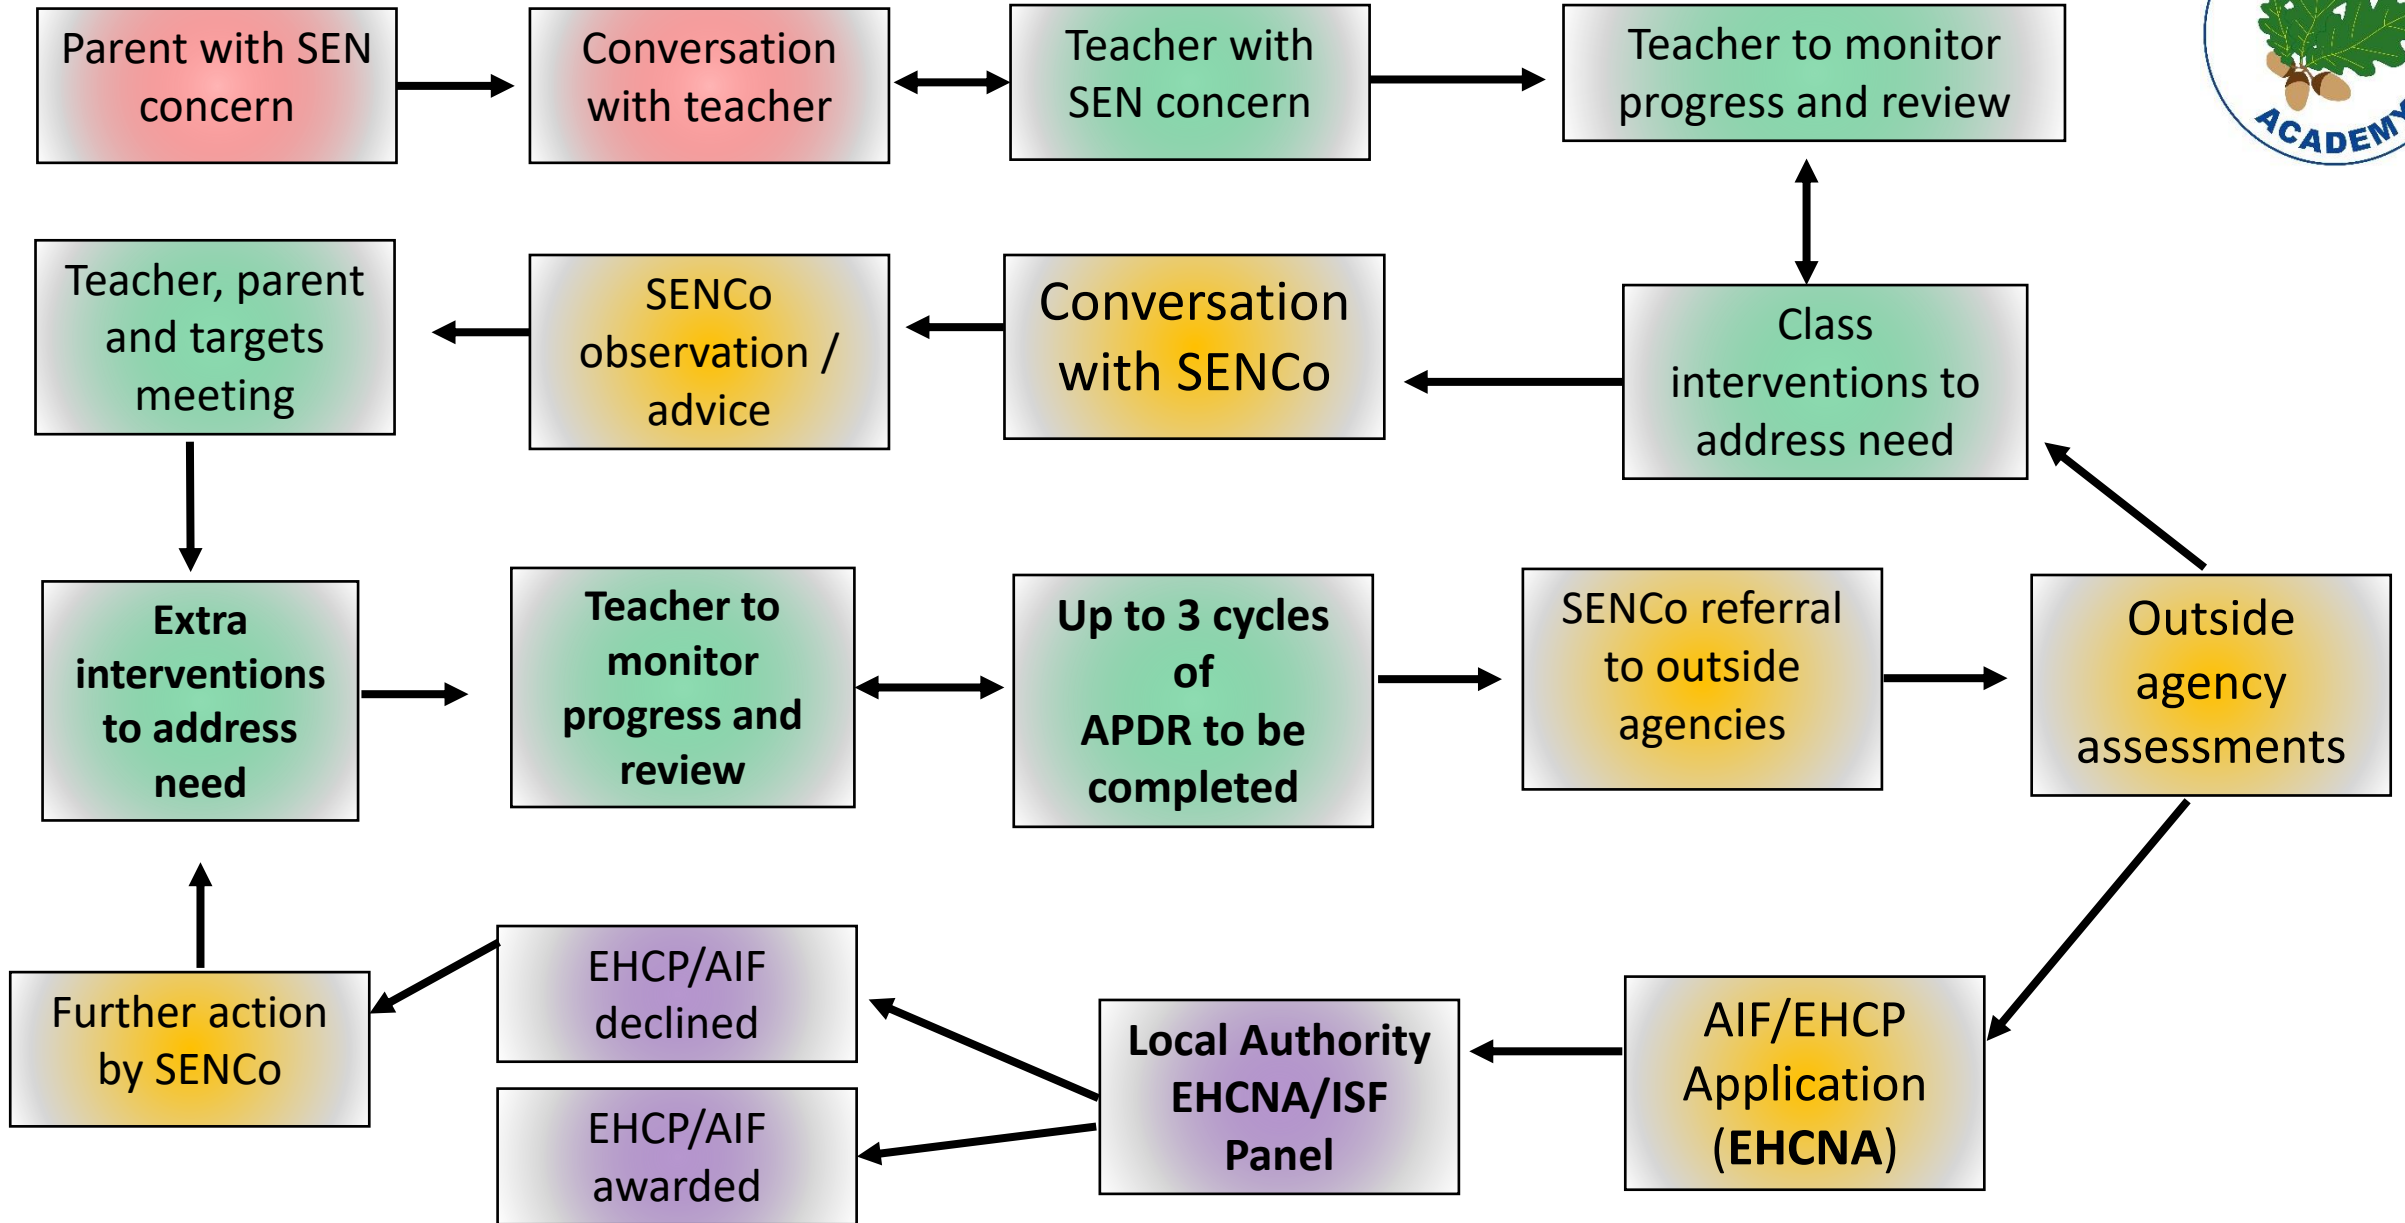 Parent with SEN
concern
Conversation
with teacher
Teacher with
SEN concern
Teacher to monitor
progress and review
ACADEMY
Teacher, parent
and targets
meeting
SENCo
observation /
advice
Conversation
with SENCo
Class
interventions to
address need
Extra
interventions
to address
need
Teacher to
monitor
progress and
review
Up to 3 cycles
of
APDR to be
completed
SENCo referral
to outside
agencies
Outside
agency
assessments
Further action
by SENCo
EHCP/AIF
declined
EHCP/AIF
awarded
Local Authority
EHCNA/ISF
Panel
AIF/EHCP
Application
(EHCNA)